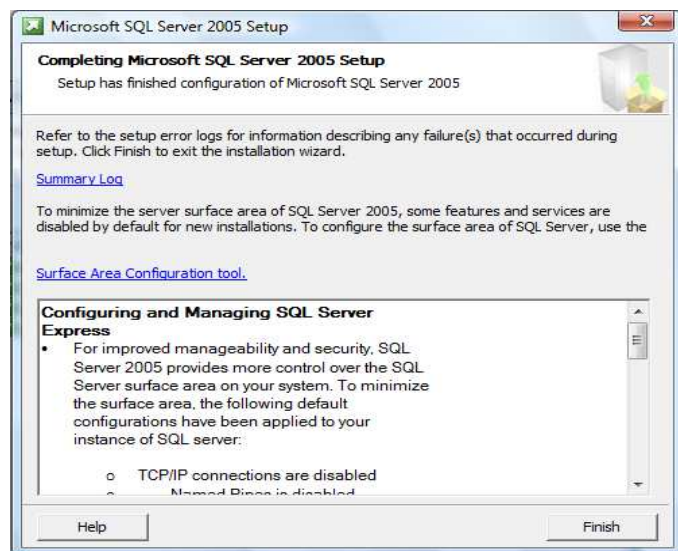 Microsoft SQL Server 2005 Setup
Completing Microsoft SQL Server 2005 Setup
Setup has finished configuration of Microsoft SQL Server 2005
Refer to the setup error logs for information describing any failure(s) that occurred during
setup. Click Finish to exit the installation wizard.
Summary Log
To minimize the server surface area of SQL Server 2005, some features and services are
disabled by default for new installations. To configure the surface area of SQL Server, use the
Surface Area Configuration tool.
Configuring and Managing SQL Server
Express
• For improved manageability and security, SQL
Server 2005 provides more control over the SQL
Server surface area on your system. To minimize
the surface area, the following default
configurations have been applied to your
instance of SQL server:
o TCP/IP connections are disabled
o Named Pipes is disabled
Help
Finish